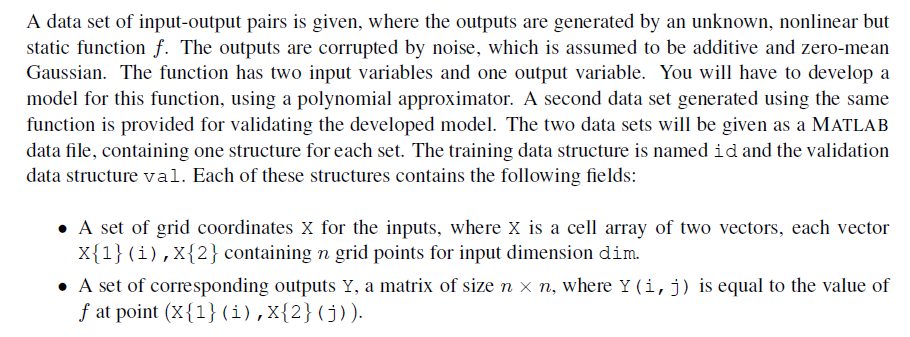 A data set of input-output pairs is given, where the outputs are generated by an unknown, nonlinear but
static function f. The outputs are corrupted by noise, which is assumed to be additive and zero-mean
Gaussian. The function has two input variables and one output variable. You will have to develop a
model for this function, using a polynomial approximator. A second data set generated using the same
function is provided for validating the developed model. The two data sets will be given as a MATLAB
data file, containing one structure for each set. The training data structure is named id and the validation
data structure val. Each of these structures contains the following fields:
• A set of grid coordinates X for the inputs, where X is a cell array of two vectors, each vector
X{1}(i),X{2} containing n grid points for input dimension dim.
• A set of corresponding outputs Y, a matrix of size n × n, where Y(i,j) is equal to the value of
f at point (X{1}(i),X{2}(j)).